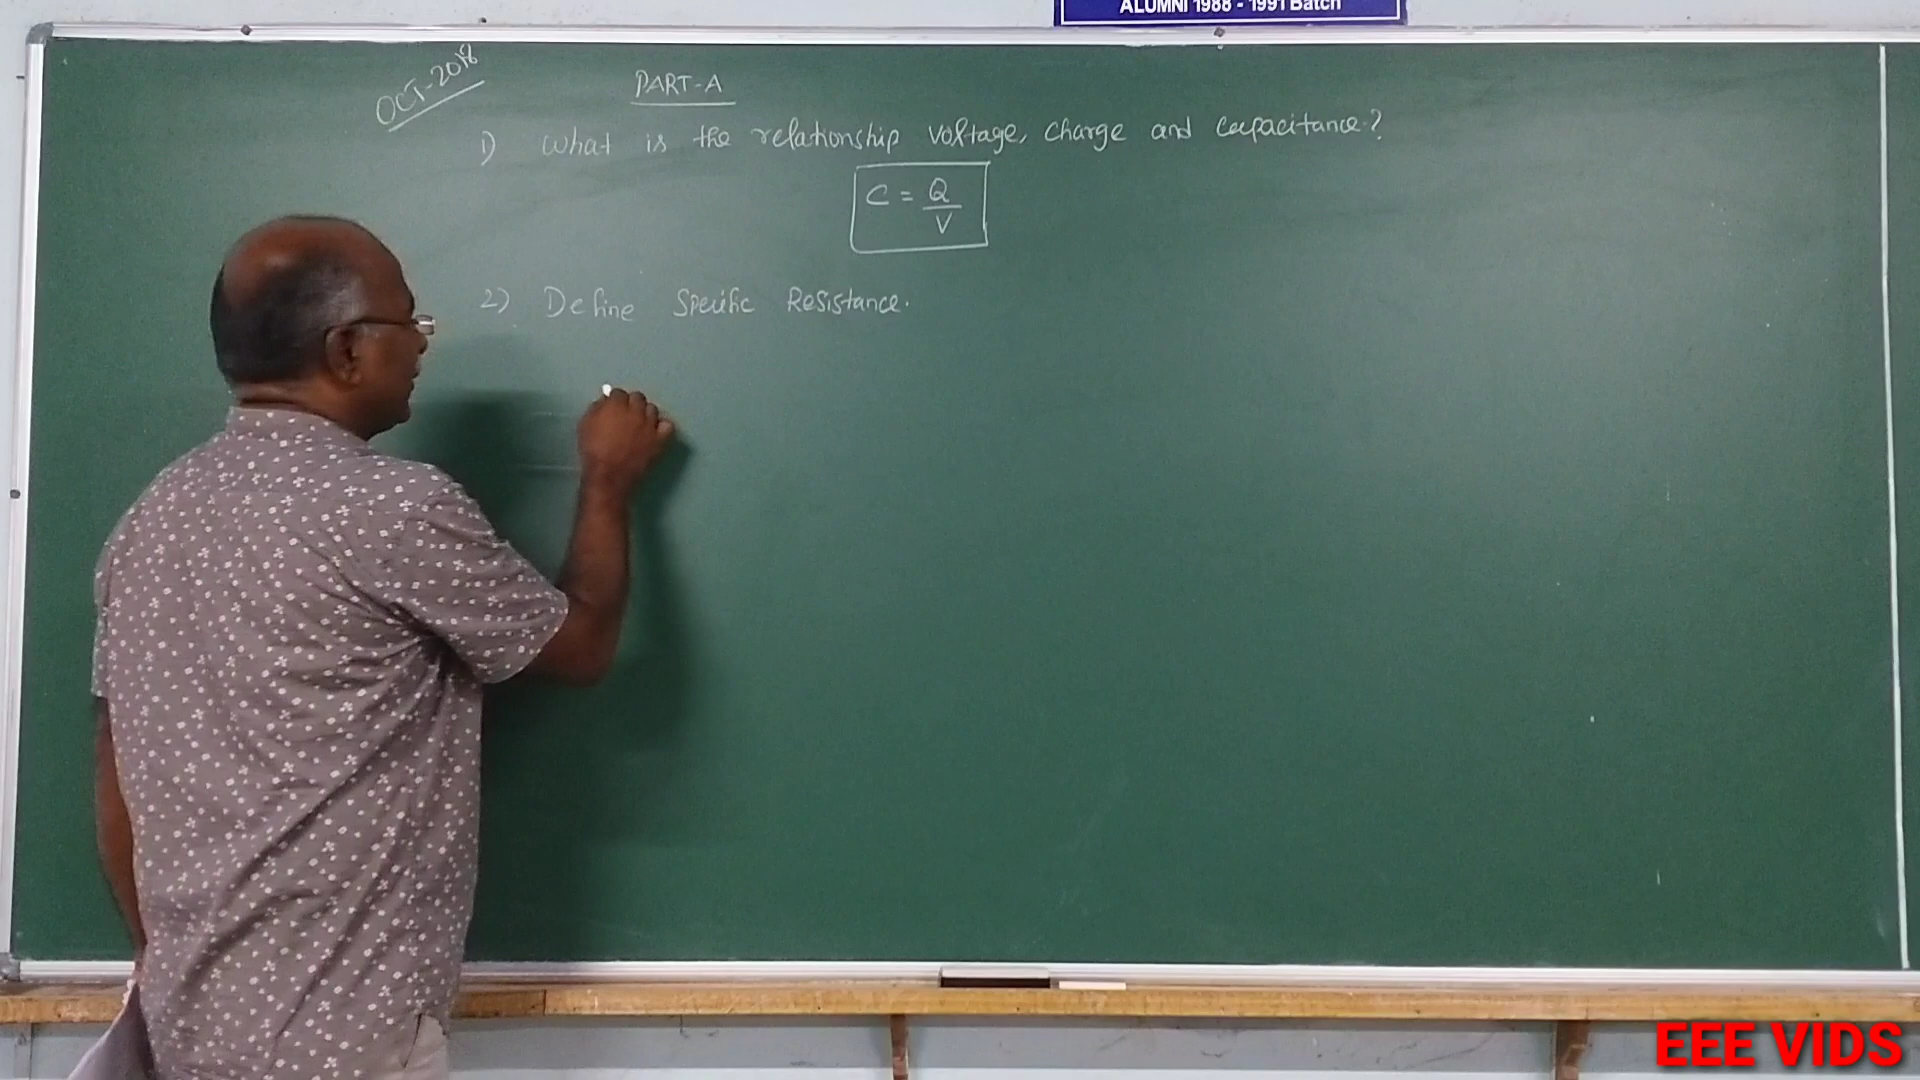 ALUMNI 1988 - 1991 Batch
OCT-2018
PART-A
1) What is the relationship voltage, charge and capacitance?
C = Q
V
2) Define Specific Resistance.
EEE VIDS